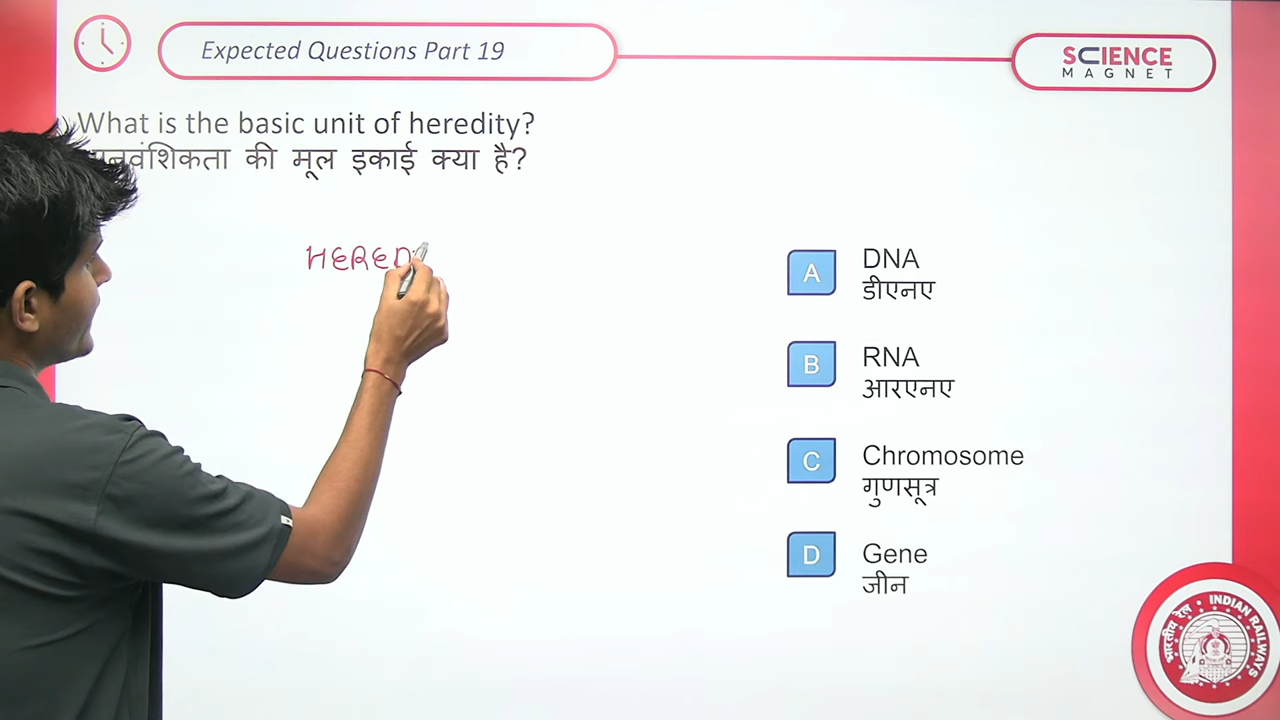 Expected Questions Part 19
SCIENCE
MAGNET
What is the basic unit of heredity?
की मूल इकाई क्या है?
HERED
A
DNA
डीएनए
B
RNA
आरएनए
C
Chromosome
गुणसूत्र
D
Gene
जीन
भारतीय रेल • INDIAN RAILWAYS